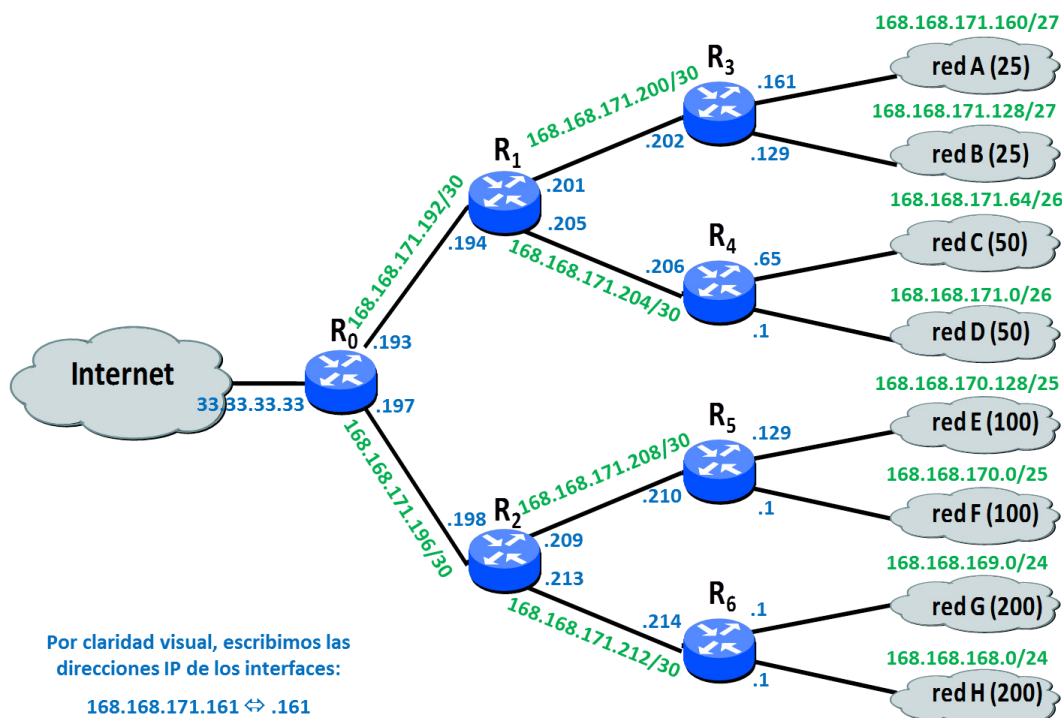 168.168.171.160/27
R3
168.168.171.200/30
.161
red A (25)
168.168.171.128/27
.202
.129
red B (25)
R1
168.168.171.192/30
.201
168.168.171.64/26
.205
R4
.194
.206
.65
red C (50)
168.168.171.204/30
168.168.171.0/26
R0
.193
.1
red D (50)
Internet
33.33.33.33
.197
168.168.170.128/25
R5
.129
red E (100)
168.168.171.208/30
168.168.171.196/30
.210
168.168.170.0/25
.198
R2
.1
red F (100)
.209
168.168.169.0/24
.213
R6
.214
.1
red G (200)
168.168.171.212/30
168.168.168.0/24
.1
red H (200)
Por claridad visual, escribimos las
direcciones IP de los interfaces:
168.168.171.161 ⇔ .161